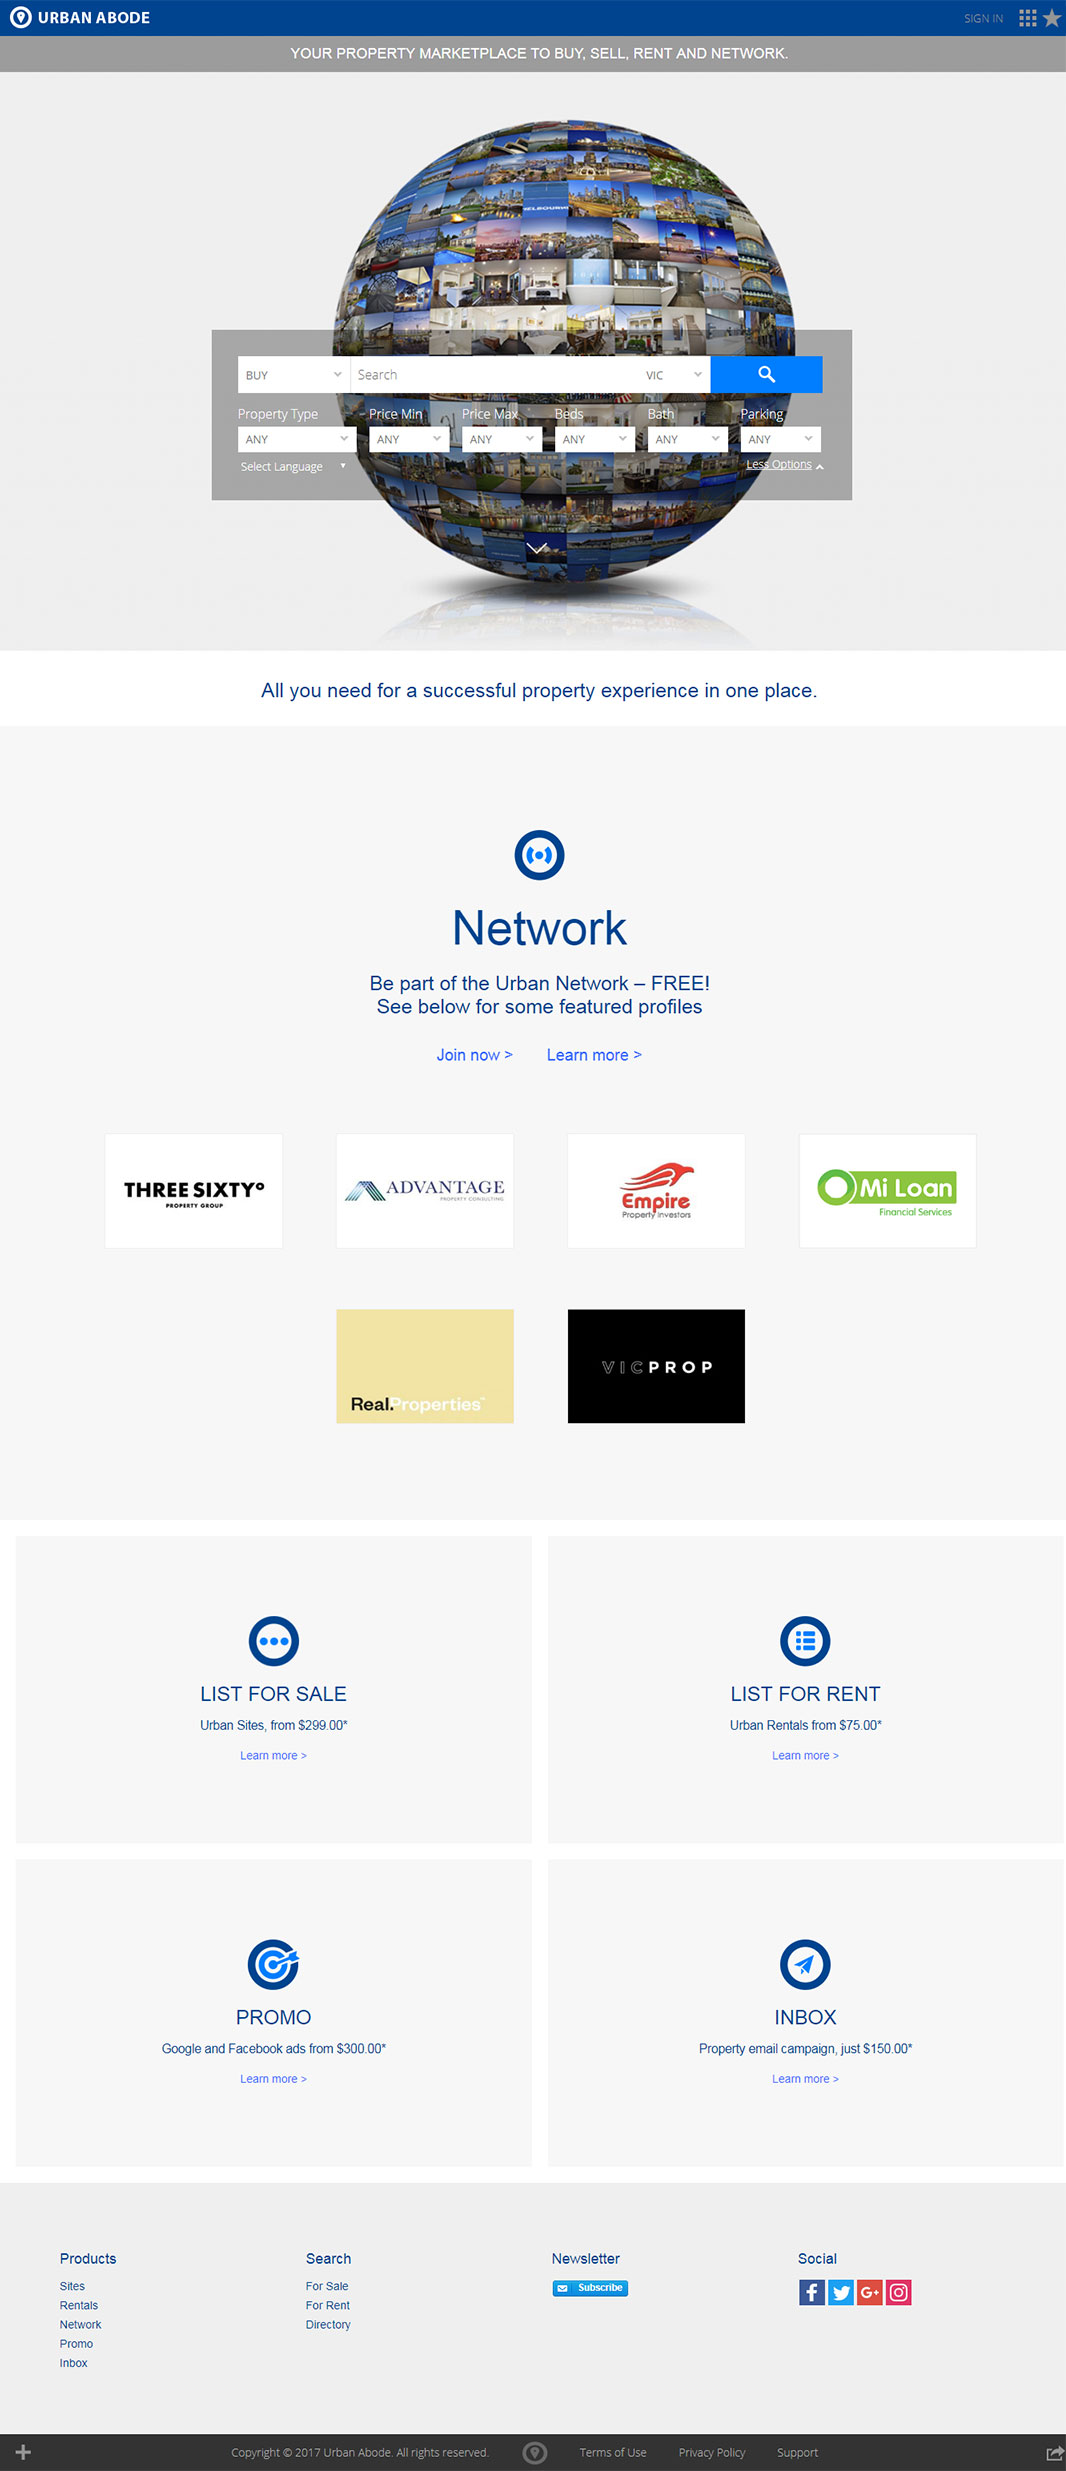 URBAN ABODE
SIGN IN
YOUR PROPERTY MARKETPLACE TO BUY, SELL, RENT AND NETWORK.
BUY
Search
VIC
Property Type
Price Min
Price Max
Beds
Bath
Parking
ANY
ANY
ANY
ANY
ANY
ANY
Select Language
Less Options
All you need for a successful property experience in one place.
Network
Be part of the Urban Network – FREE!
See below for some featured profiles
Join now >
Learn more >
THREE SIXTY°
PROPERTY GROUP
ADVANTAGE
PROPERTY CONSULTING
Empire
Property Investors
Mi Loan
Financial Services
Real.Properties™
VICPROP
LIST FOR SALE
Urban Sites, from $299.00*
Learn more >
LIST FOR RENT
Urban Rentals from $75.00*
Learn more >
PROMO
Google and Facebook ads from $300.00*
Learn more >
INBOX
Property email campaign, just $150.00*
Learn more >
Products
Sites
Rentals
Network
Promo
Inbox
Search
For Sale
For Rent
Directory
Newsletter
Subscribe
Social
G+
Copyright © 2017 Urban Abode. All rights reserved.
Terms of Use
Privacy Policy
Support